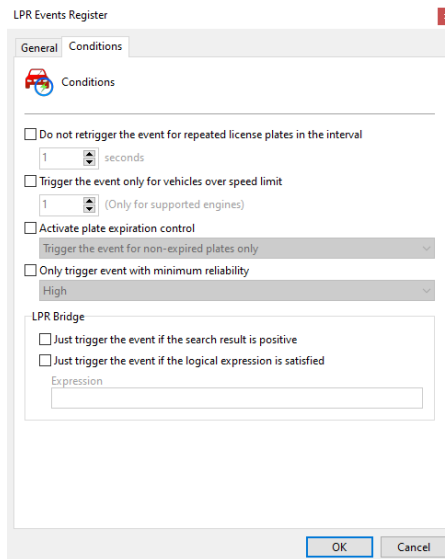 LPR Events Register
General Conditions
Conditions
Do not retrigger the event for repeated license plates in the interval
1 seconds
Trigger the event only for vehicles over speed limit
1 (Only for supported engines)
Activate plate expiration control
Trigger the event for non-expired plates only
Only trigger event with minimum reliability
High
LPR Bridge
Just trigger the event if the search result is positive
Just trigger the event if the logical expression is satisfied
Expression
OK Cancel